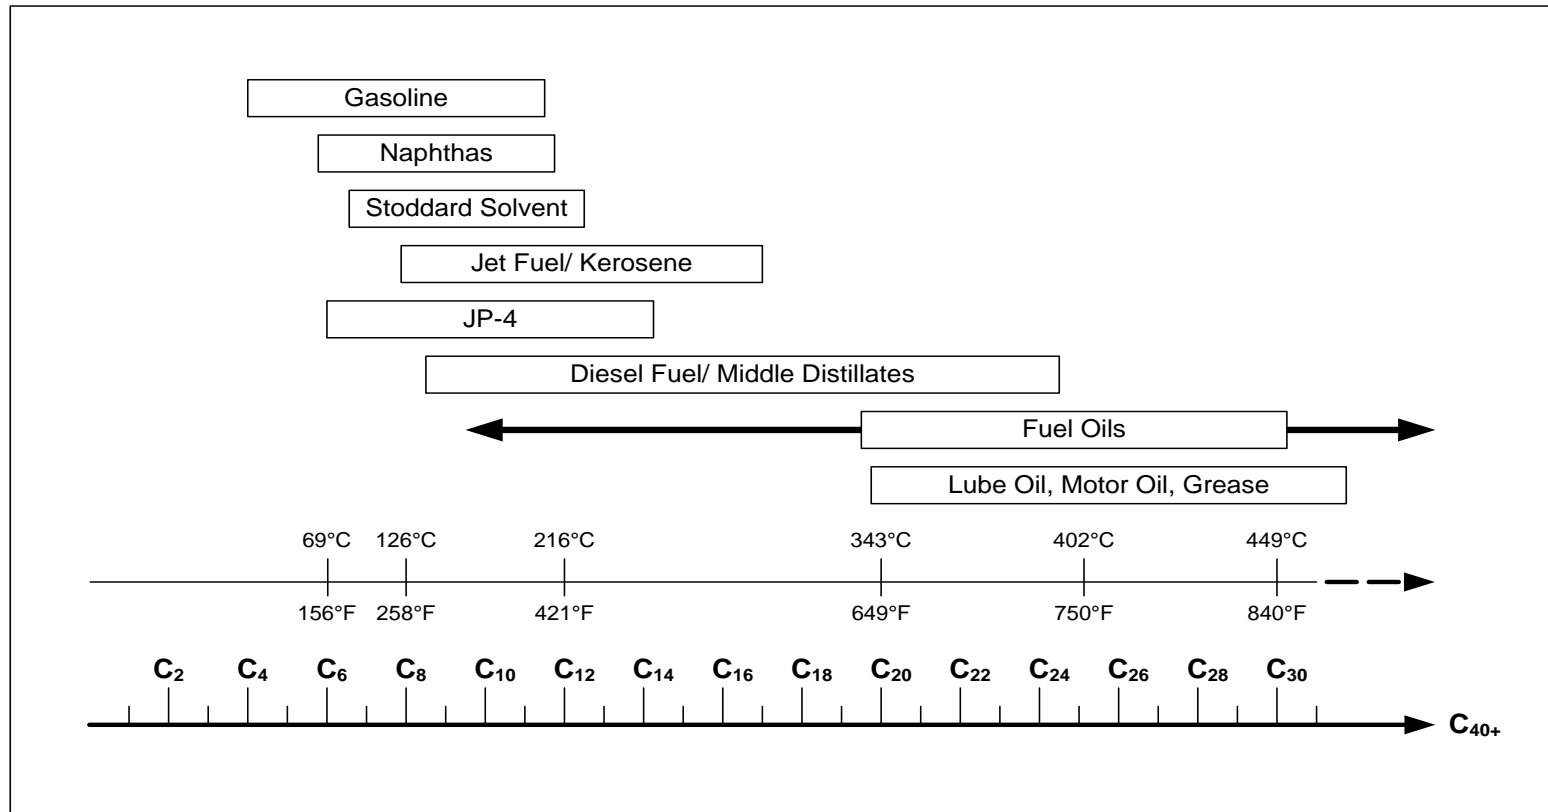 Gasoline
Naphthas
Stoddard Solvent
Jet Fuel/ Kerosene
JP-4
Diesel Fuel/ Middle Distillates
Fuel Oils
Lube Oil, Motor Oil, Grease
69°C 126°C 216°C 343°C 402°C 449°C
156°F 258°F 421°F 649°F 750°F 840°F
C₂ C₄ C₆ C₈ C₁₀ C₁₂ C₁₄ C₁₆ C₁₈ C₂₀ C₂₂ C₂₄ C₂₆ C₂₈ C₃₀
C₄₀₊